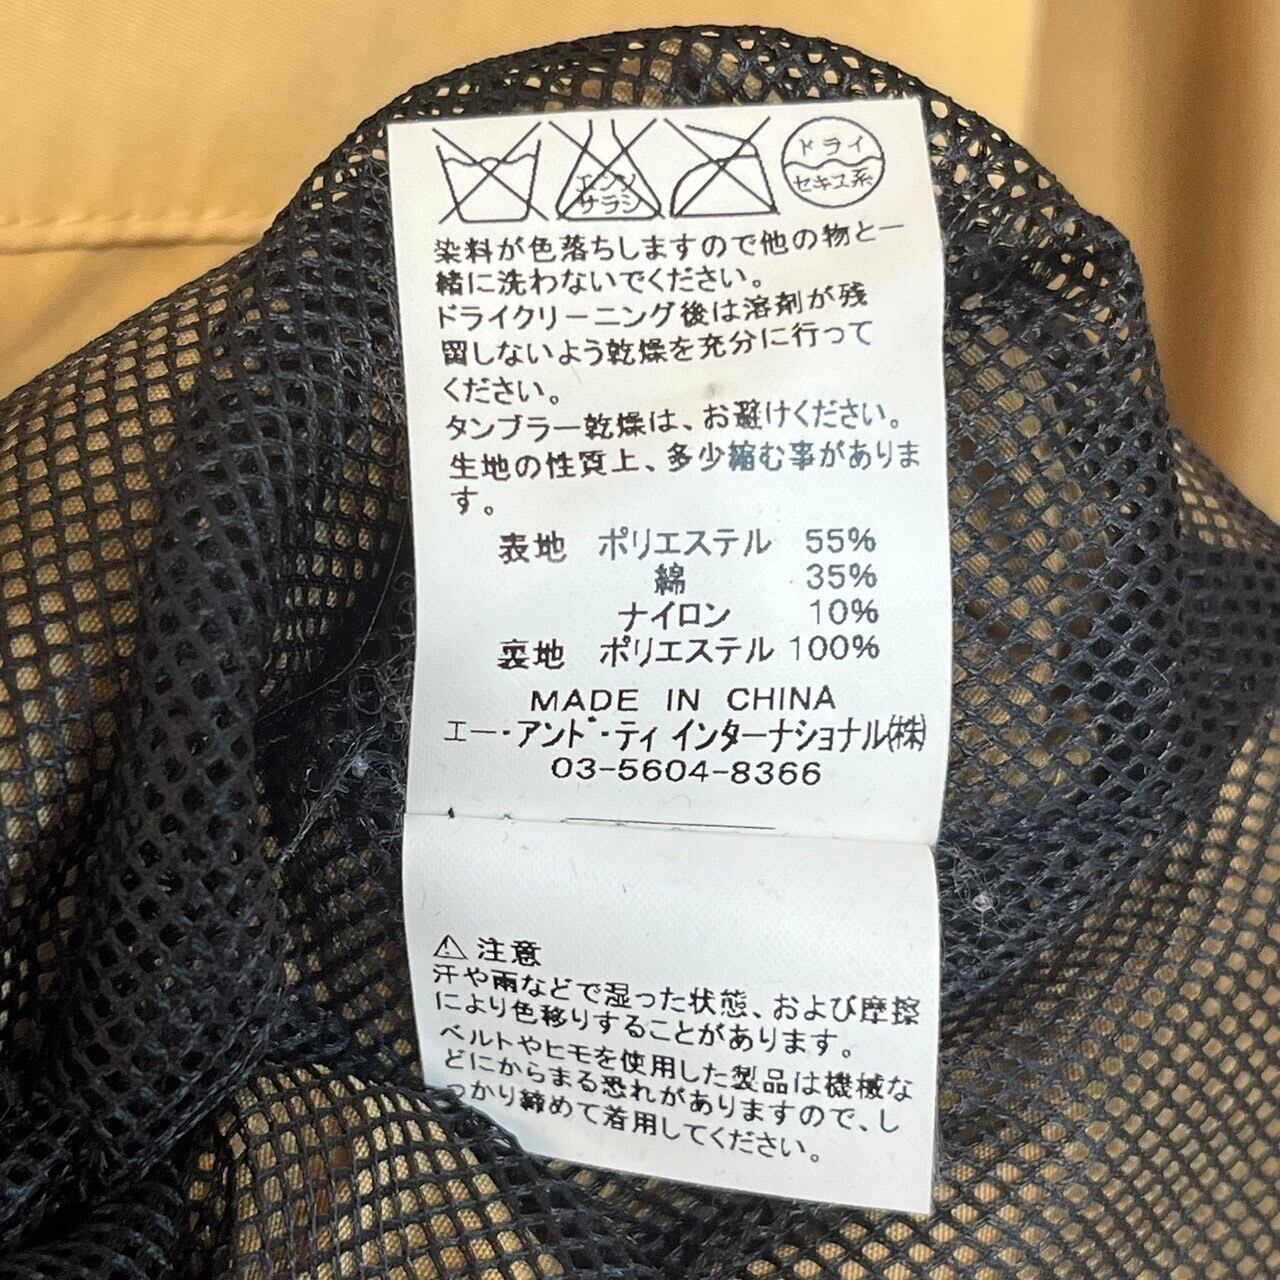 エンソ
サラシ
ドライ
セキユ系
染料が色落ちしますので他の物と一
緒に洗わないでください。
ドライクリーニング後は溶剤が残
留しないよう乾燥を充分に行って
ください。
タンブラー乾燥は、お避けください。
生地の性質上、多少縮む事がありま
す。
表地 ポリエステル 55%
綿 35%
ナイロン 10%
裏地 ポリエステル 100%
MADE IN CHINA
エー・アンド・ティ インターナショナル(株)
03-5604-8366
⚠ 注意
汗や雨などで湿った状態、および摩擦
により色移りすることがあります。
ベルトやヒモを使用した製品は機械な
どにからまる恐れがありますので、し
っかり締めて着用してください。